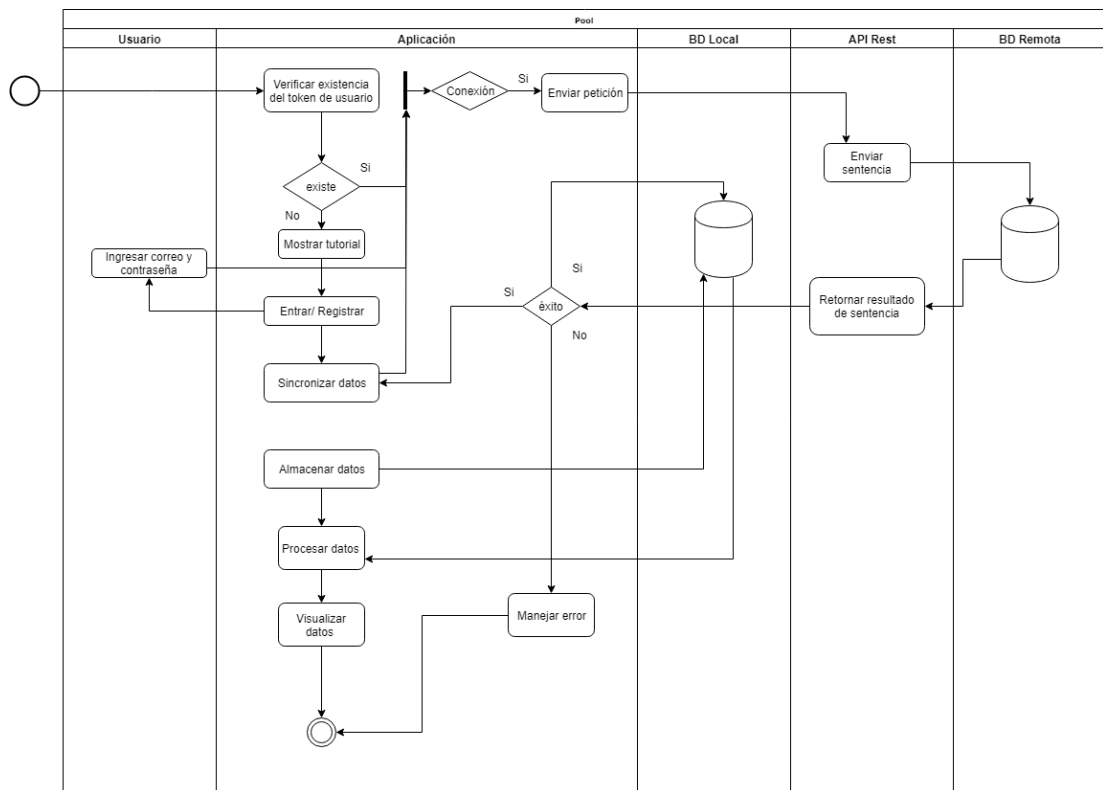 Pool
Usuario
Aplicación
BD Local
API Rest
BD Remota
Verificar existencia
del token de usuario
Conexión
Si
Enviar petición
Enviar
sentencia
existe
Si
No
Mostrar tutorial
Ingresar correo y
contraseña
Entrar/ Registrar
Sincronizar datos
Si
Si
éxito
No
Retornar resultado
de sentencia
Almacenar datos
Procesar datos
Visualizar
datos
Manejar error